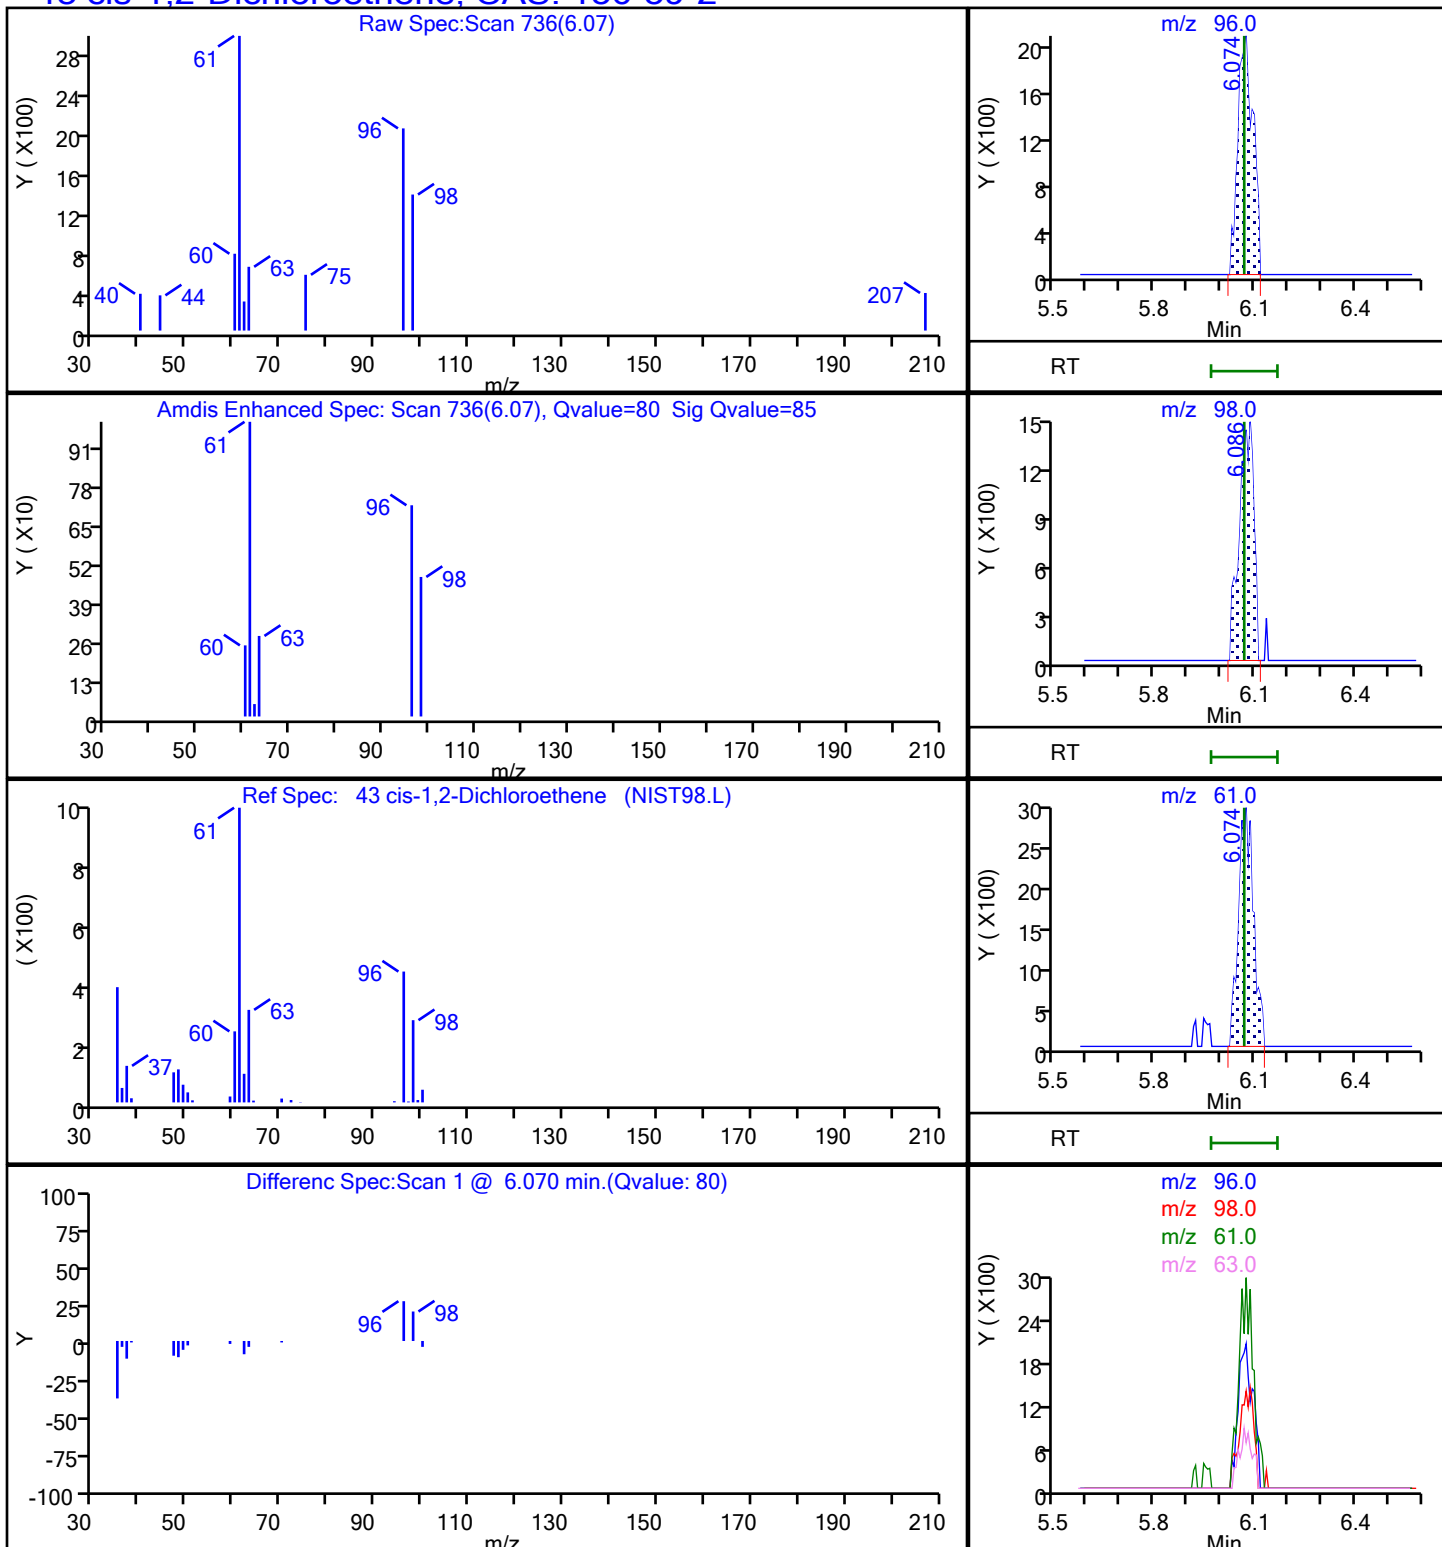 43 cis-1,2-Dichloroethene, CAS: 156-59-2
Raw Spec:Scan 736(6.07)
Y ( X100)
28
24
20
16
12
8
4
0
61
96
98
60
63
75
40
44
207
30 50 70 90 110 130 150 170 190 210
m/z
m/z 96.0
Y ( X100)
20
16
12
8
4
0
6.074
5.5 5.8 6.1 6.4
Min
RT
Amdis Enhanced Spec: Scan 736(6.07), Qvalue=80 Sig Qvalue=85
Y ( X10)
91
78
65
52
39
26
13
0
61
96
98
60
63
30 50 70 90 110 130 150 170 190 210
m/z
m/z 98.0
Y ( X100)
15
12
9
6
3
0
6.086
5.5 5.8 6.1 6.4
Min
RT
Ref Spec: 43 cis-1,2-Dichloroethene (NIST98.L)
( X100)
10
8
6
4
2
0
61
96
98
63
60
37
30 50 70 90 110 130 150 170 190 210
m/z
m/z 61.0
Y ( X100)
30
25
20
15
10
5
0
6.074
5.5 5.8 6.1 6.4
Min
RT
Differenc Spec:Scan 1 @ 6.070 min.(Qvalue: 80)
Y
100
75
50
25
0
-25
-50
-75
-100
96
98
30 50 70 90 110 130 150 170 190 210
m/z
m/z 96.0
m/z 98.0
m/z 61.0
m/z 63.0
Y ( X100)
30
24
18
12
6
0
5.5 5.8 6.1 6.4
Min